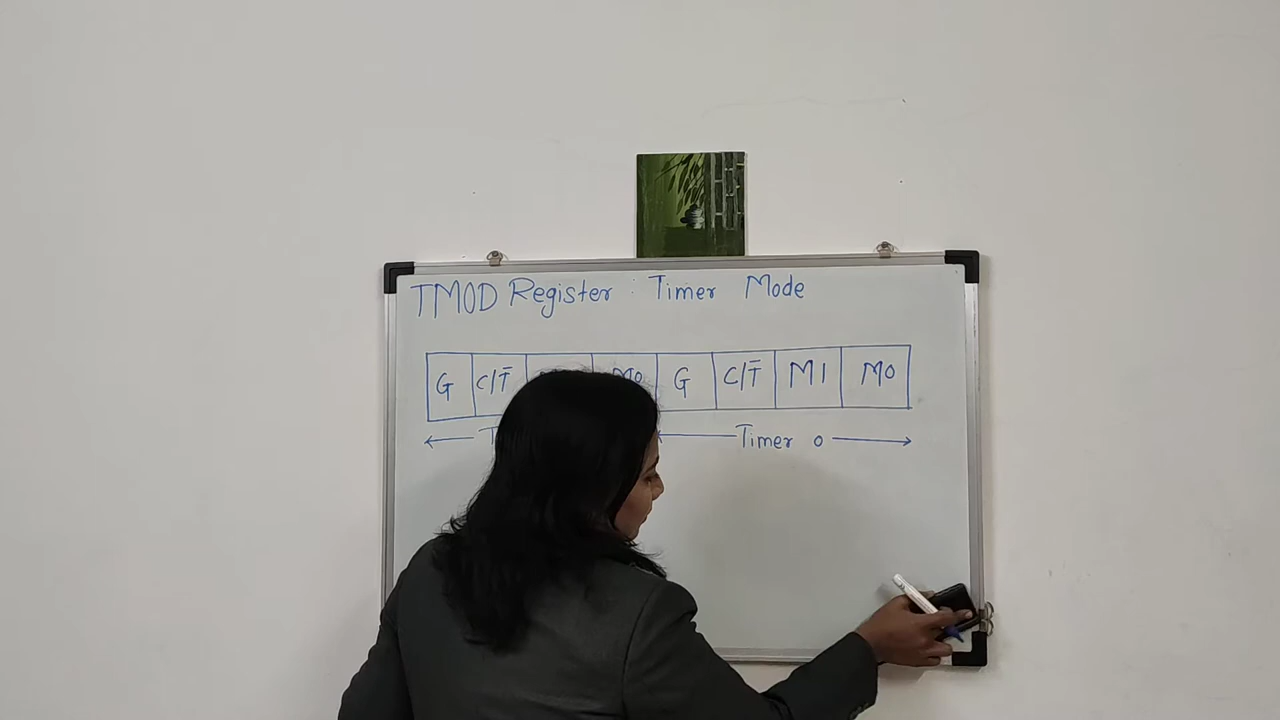 TMOD Register : Timer Mode
G C/T̅ M0 G C/T̅ M1 M0
Timer 0